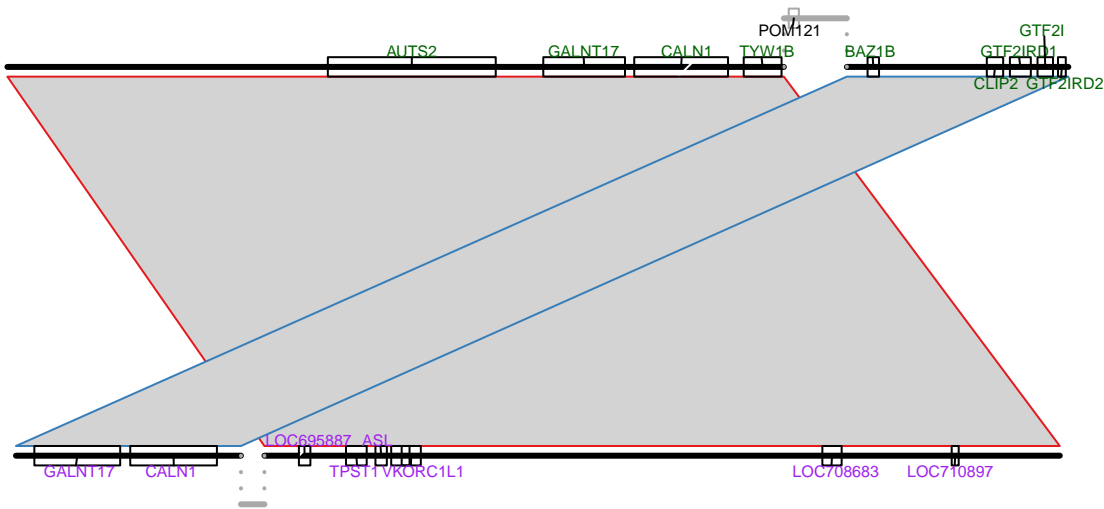 POM121
GTF2I
AUTS2 GALNT17 CALN1 TYW1B BAZ1B GTF2IRD1
CLIP2 GTF2IRD2
LOC695887 ASL
GALNT17 CALN1 TPST1 VKORC1L1 LOC708683 LOC710897